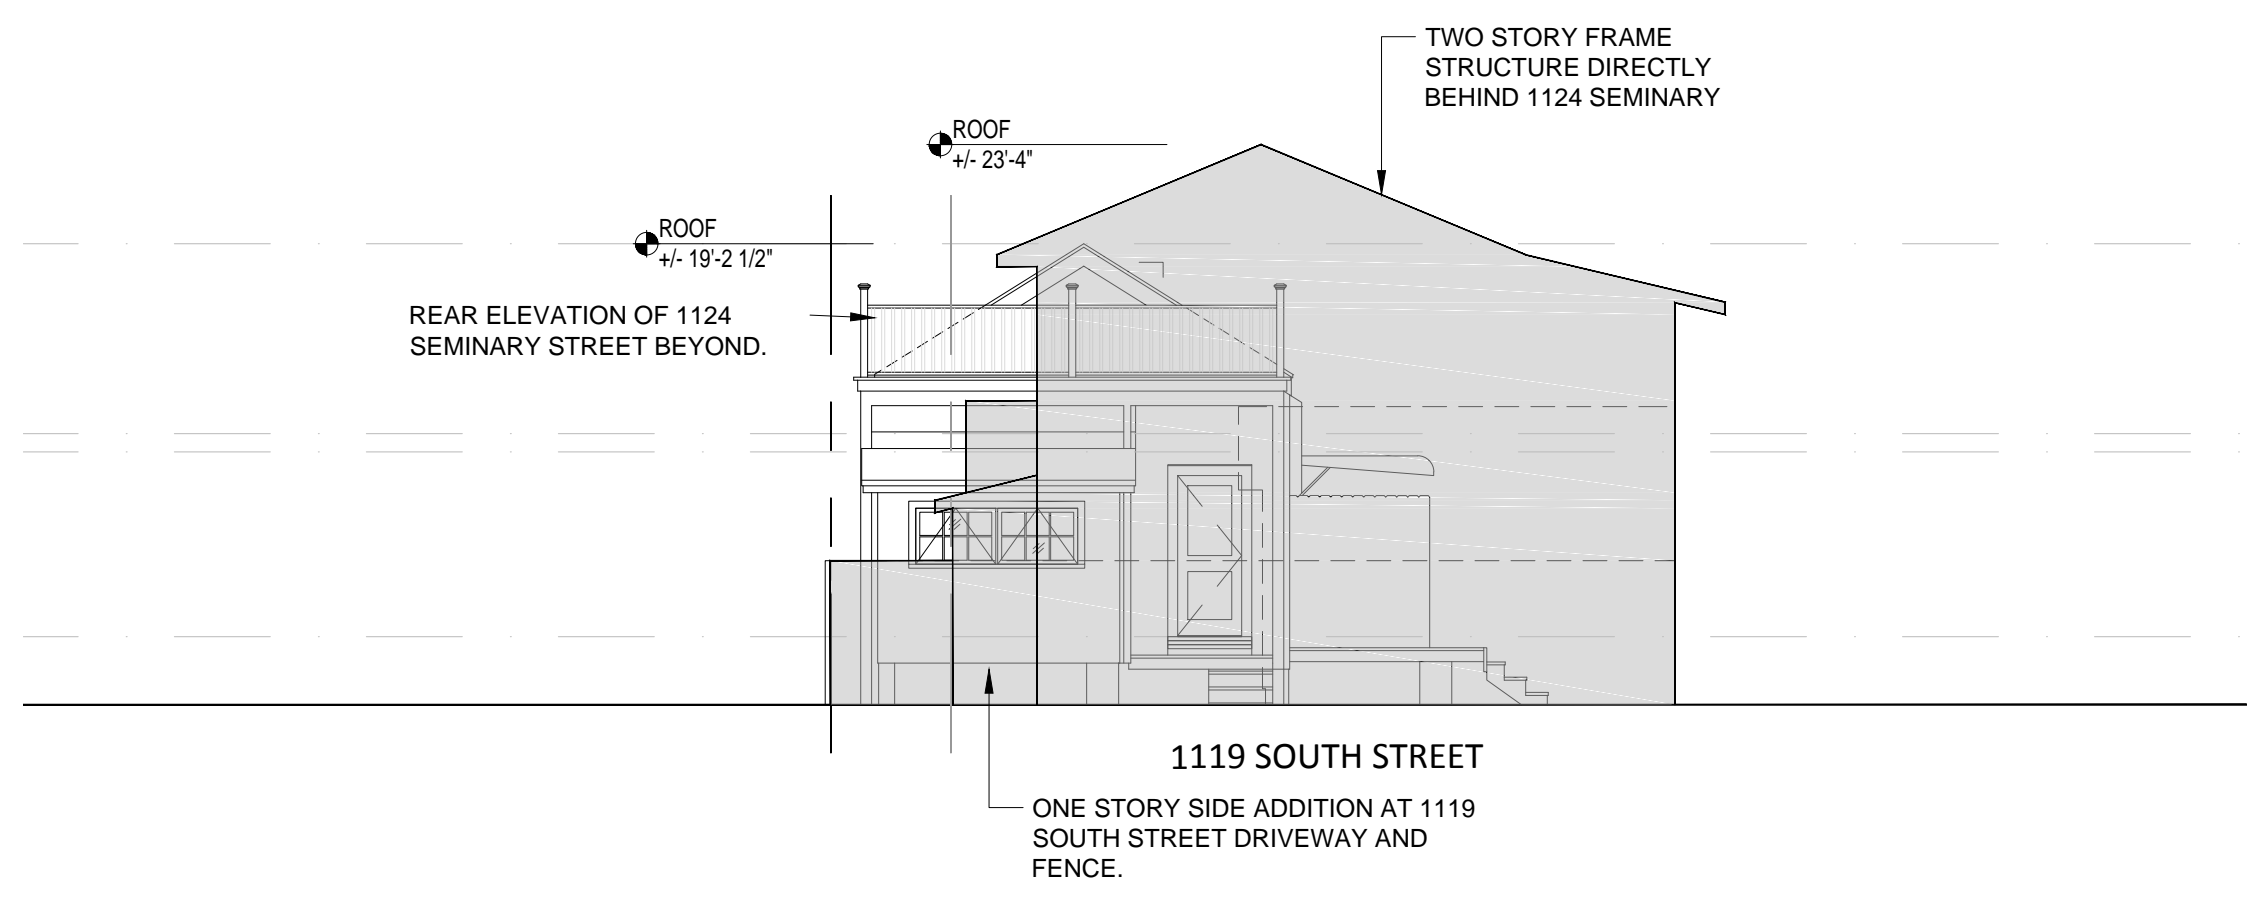 TWO STORY FRAME
STRUCTURE DIRECTLY
BEHIND 1124 SEMINARY
ROOF
+/- 23'-4"
ROOF
+/- 19'-2 1/2"
REAR ELEVATION OF 1124
SEMINARY STREET BEYOND.
1119 SOUTH STREET
ONE STORY SIDE ADDITION AT 1119
SOUTH STREET DRIVEWAY AND
FENCE.